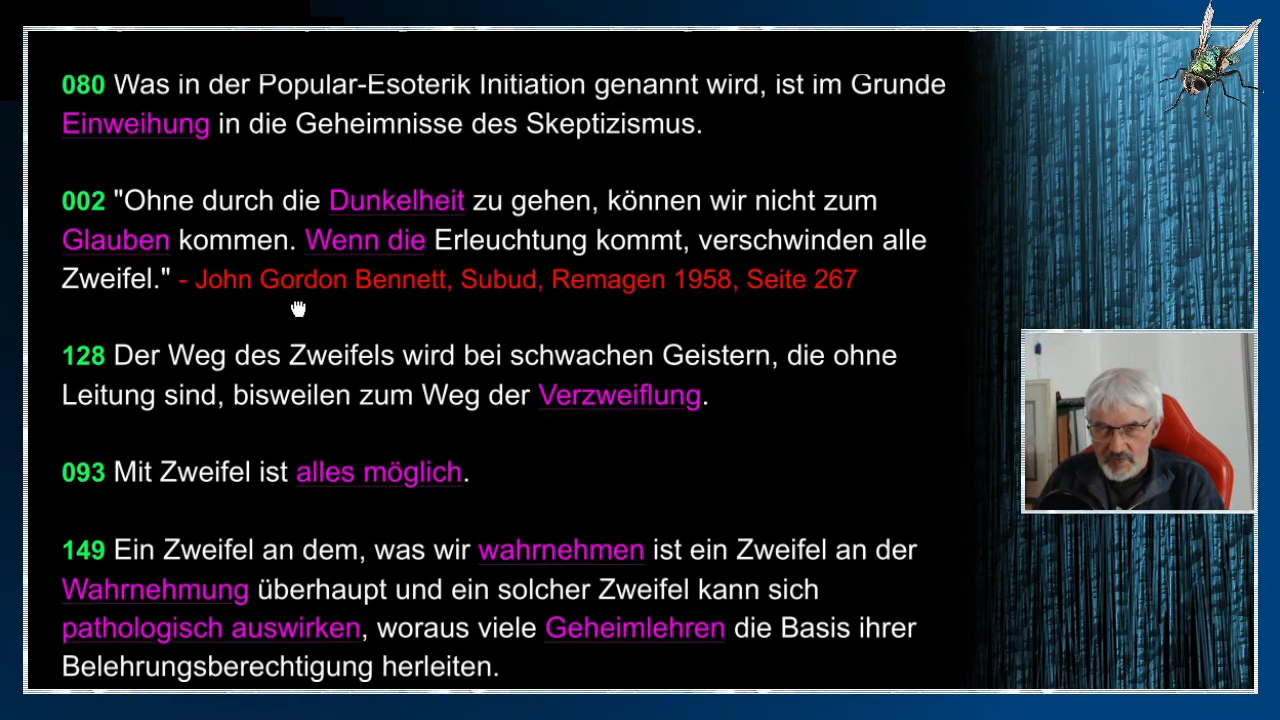 080 Was in der Popular-Esoterik Initiation genannt wird, ist im Grunde
Einweihung in die Geheimnisse des Skeptizismus.
002 "Ohne durch die Dunkelheit zu gehen, können wir nicht zum
Glauben kommen. Wenn die Erleuchtung kommt, verschwinden alle
Zweifel." - John Gordon Bennett, Subud, Remagen 1958, Seite 267
128 Der Weg des Zweifels wird bei schwachen Geistern, die ohne
Leitung sind, bisweilen zum Weg der Verzweiflung.
093 Mit Zweifel ist alles möglich.
149 Ein Zweifel an dem, was wir wahrnehmen ist ein Zweifel an der
Wahrnehmung überhaupt und ein solcher Zweifel kann sich
pathologisch auswirken, woraus viele Geheimlehren die Basis ihrer
Belehrungsberechtigung herleiten.